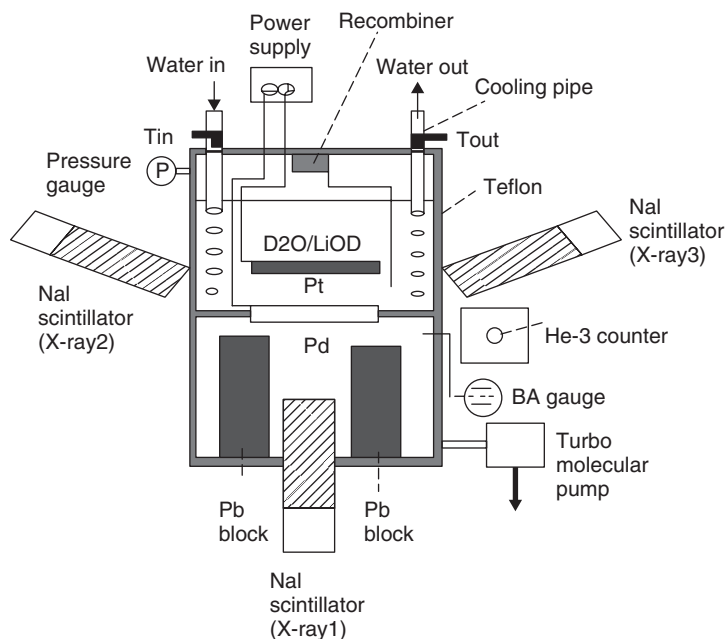 Recombiner
Power
supply
Water in
Water out
Cooling pipe
Tin
Tout
Pressure
gauge
P
Teflon
NaI
scintillator
(X-ray3)
D2O/LiOD
Pt
NaI
scintillator
(X-ray2)
He-3 counter
Pd
BA gauge
Turbo
molecular
pump
Pb
block
Pb
block
NaI
scintillator
(X-ray1)